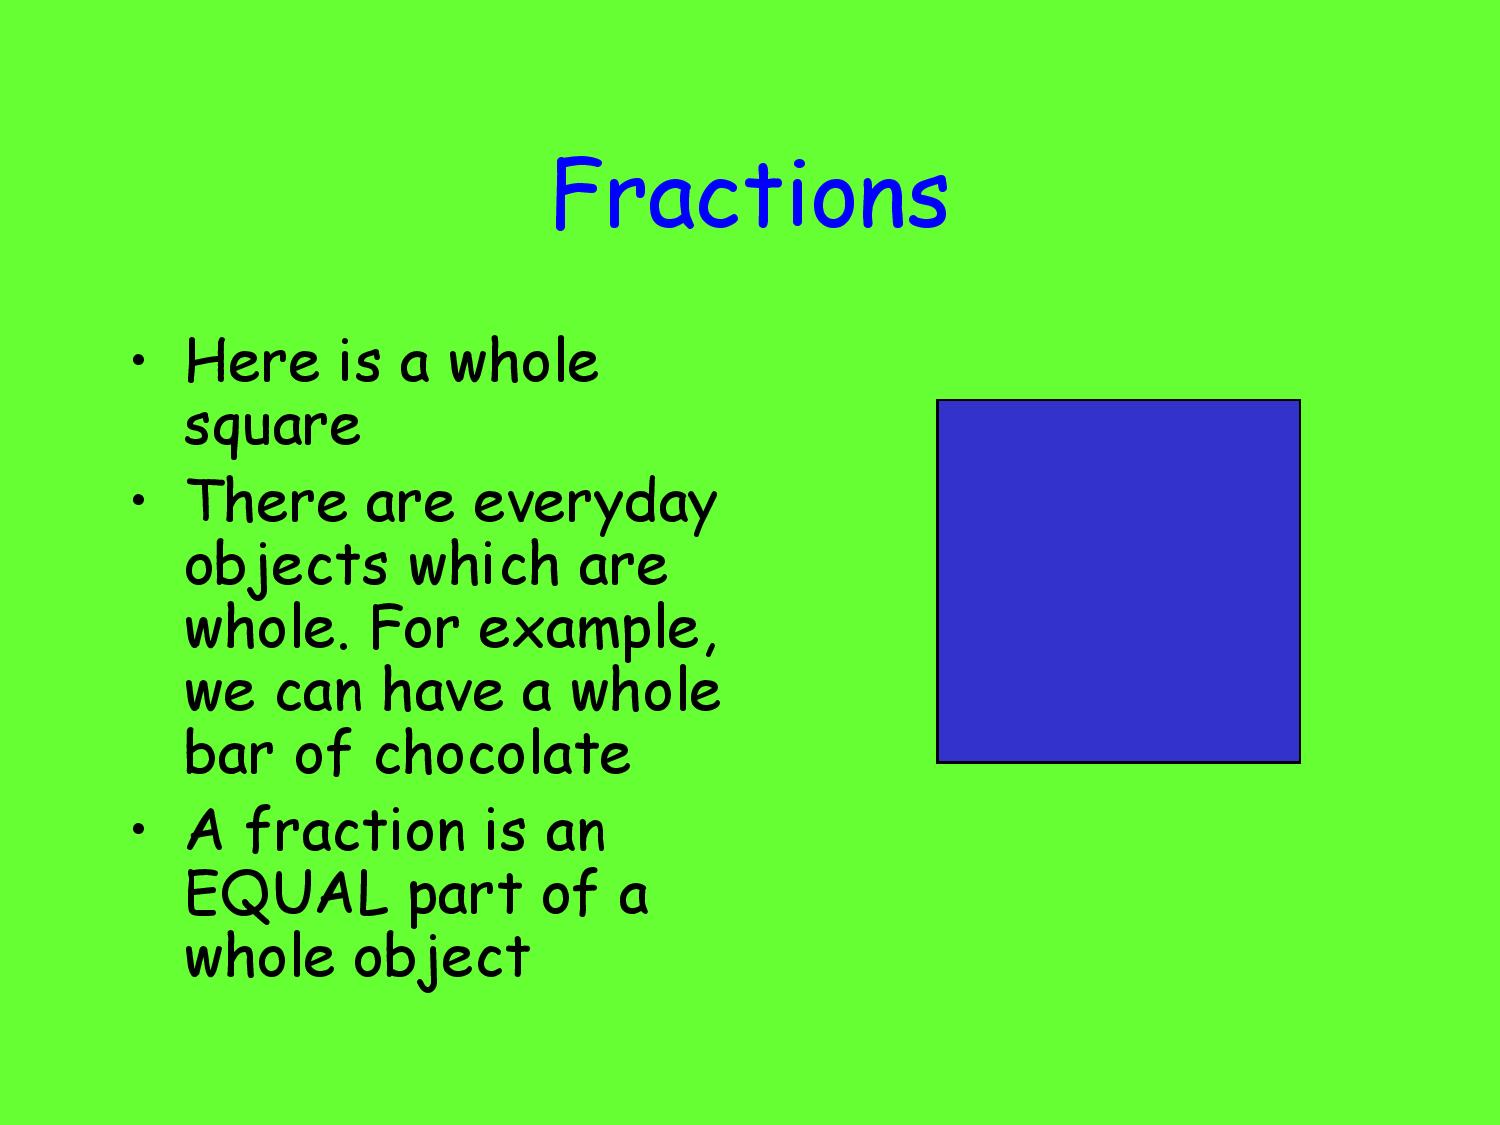 Fractions
• Here is a whole
square
• There are everyday
objects which are
whole. For example,
we can have a whole
bar of chocolate
• A fraction is an
EQUAL part of a
whole object